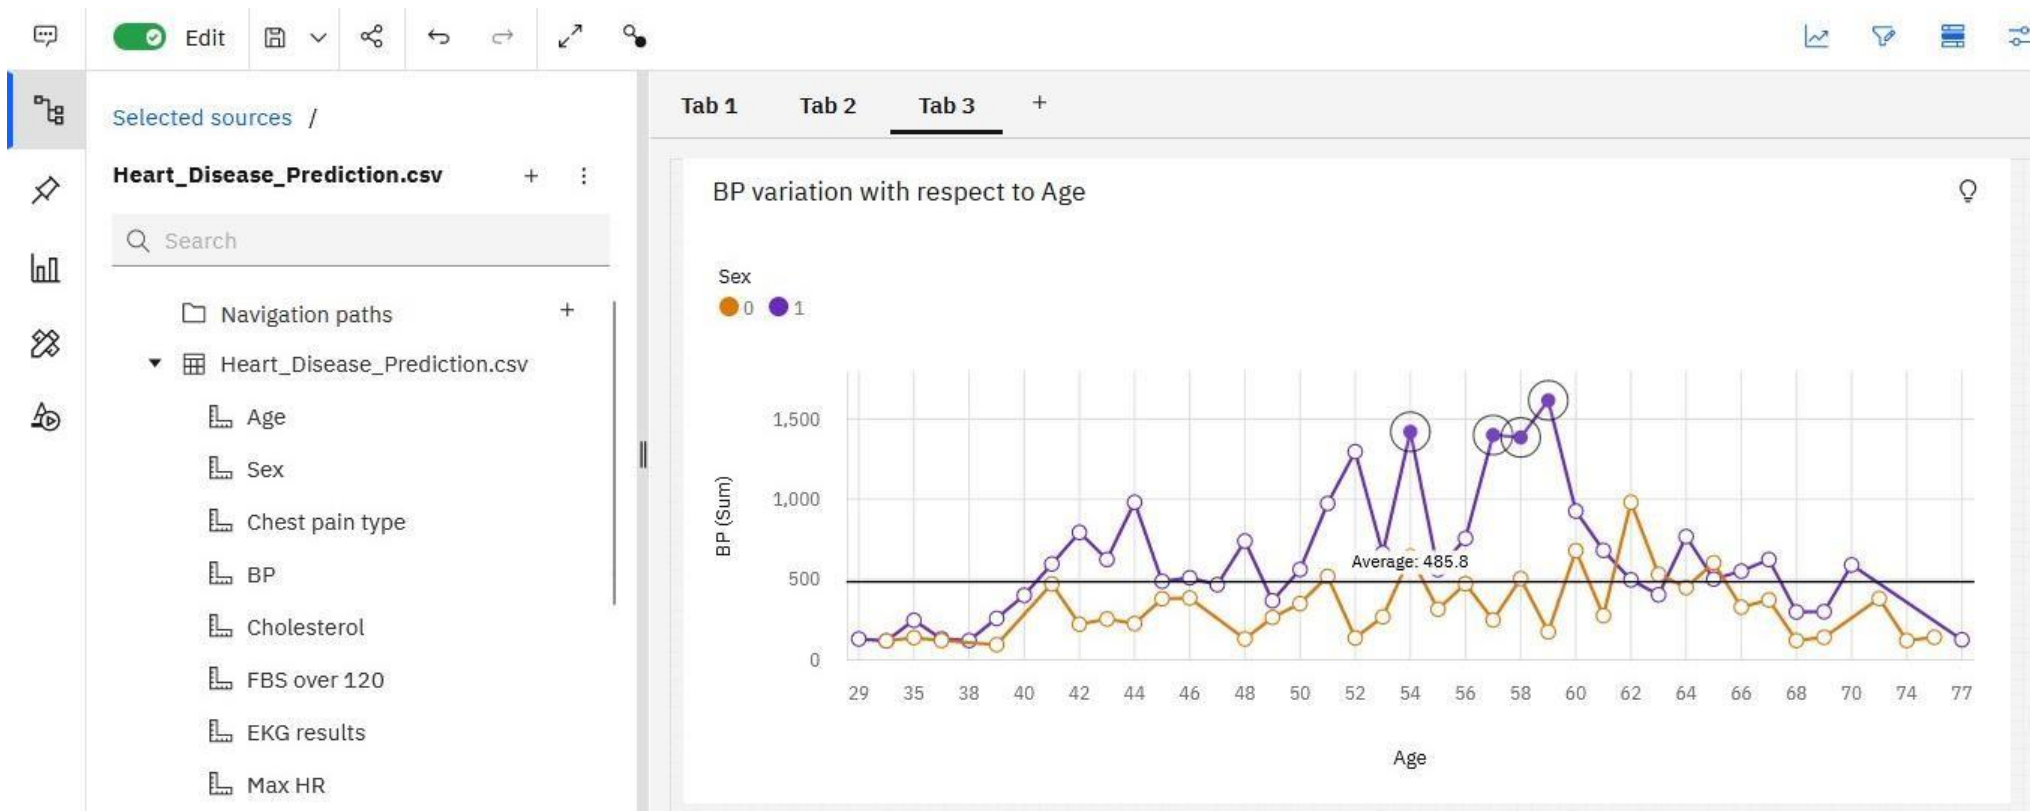 Edit
Selected sources /
Heart_Disease_Prediction.csv
Search
Navigation paths
Heart_Disease_Prediction.csv
Age
Sex
Chest pain type
BP
Cholesterol
FBS over 120
EKG results
Max HR
Tab 1 Tab 2 Tab 3 +
BP variation with respect to Age
Sex
0 1
BP (Sum)
1,500
1,000
500
0
Average: 485.8
29 35 38 40 42 44 46 48 50 52 54 56 58 60 62 64 66 68 70 74 77
Age